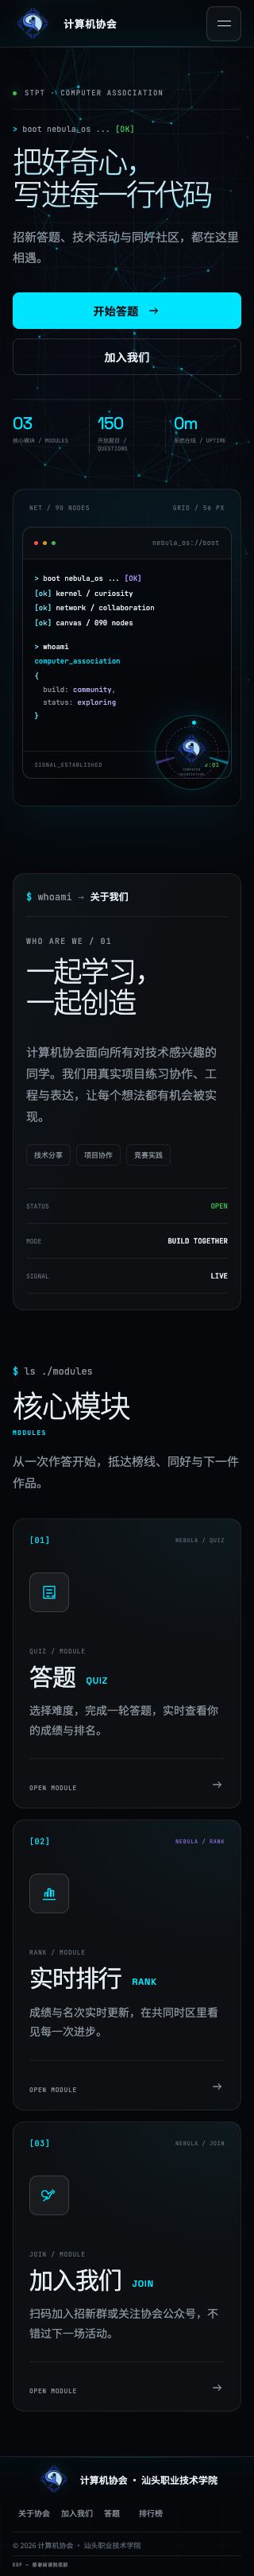 计算机协会
STPT · COMPUTER ASSOCIATION
> boot nebula_os ... [OK]
把好奇心，
写进每一行代码
招新答题、技术活动与同好社区，都在这里
相遇。
开始答题 →
加入我们
03
核心模块 / MODULES
150
开放题目 /
QUESTIONS
0m
系统在线 / UPTIME
NET / 90 NODES
GRID / 56 PX
nebula_os://boot
> boot nebula_os ... [OK]
[ok] kernel / curiosity
[ok] network / collaboration
[ok] canvas / 090 nodes
> whoami
computer_association
{
build: community,
status: exploring
}
SIGNAL_ESTABLISHED
COMPUTER
ASSOCIATION
$ whoami → 关于我们
WHO ARE WE / 01
一起学习，
一起创造
计算机协会面向所有对技术感兴趣的
同学。我们用真实项目练习协作、工
程与表达，让每个想法都有机会被实
现。
技术分享
项目协作
竞赛实践
STATUS
OPEN
MODE
BUILD TOGETHER
SIGNAL
LIVE
$ ls ./modules
核心模块
MODULES
从一次作答开始，抵达榜线、同好与下一件
作品。
[01]
NEBULA / QUIZ
QUIZ / MODULE
答题 QUIZ
选择难度，完成一轮答题，实时查看你
的成绩与排名。
OPEN MODULE →
[02]
NEBULA / RANK
RANK / MODULE
实时排行 RANK
成绩与名次实时更新，在共同时区里看
见每一次进步。
OPEN MODULE →
[03]
NEBULA / JOIN
JOIN / MODULE
加入我们 JOIN
扫码加入招新群或关注协会公众号，不
错过下一场活动。
OPEN MODULE →
计算机协会 · 汕头职业技术学院
关于协会 加入我们 答题 排行榜
© 2026 计算机协会 · 汕头职业技术学院
EOF — 感谢阅读到底部